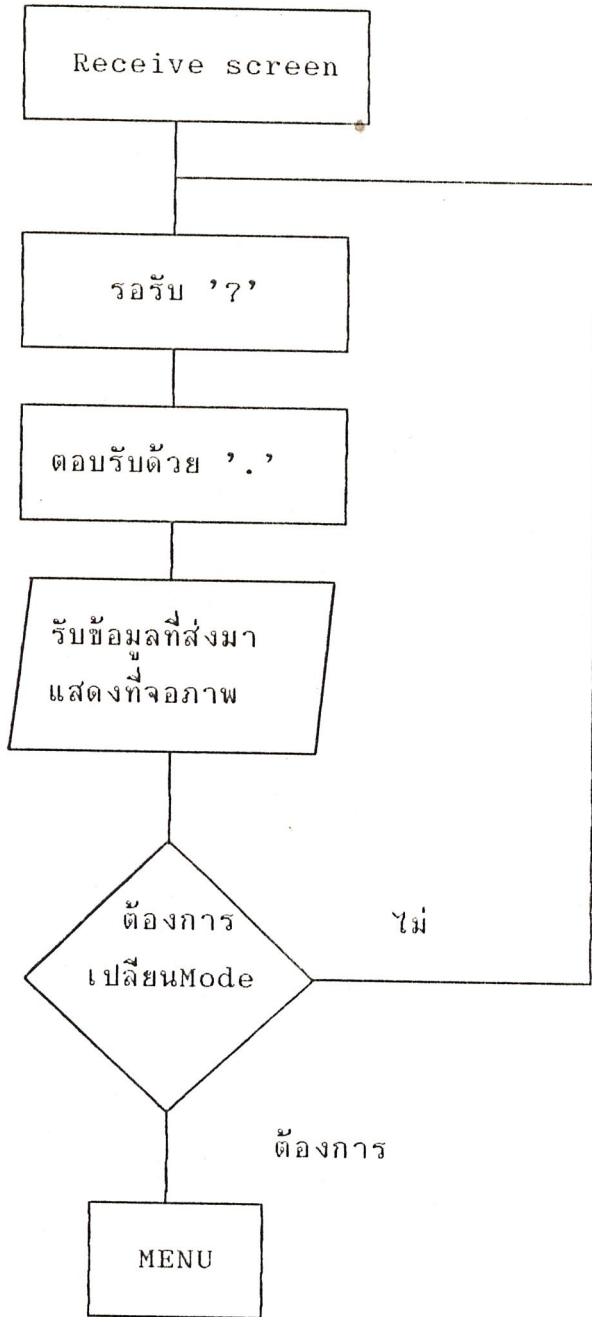 Receive screen
รอรับ '?'
ตอบรับด้วย '.'
รับข้อมูลที่ส่งมา
แสดงที่จอภาพ
ต้องการ
เปลี่ยนMode
ไม่
ต้องการ
MENU